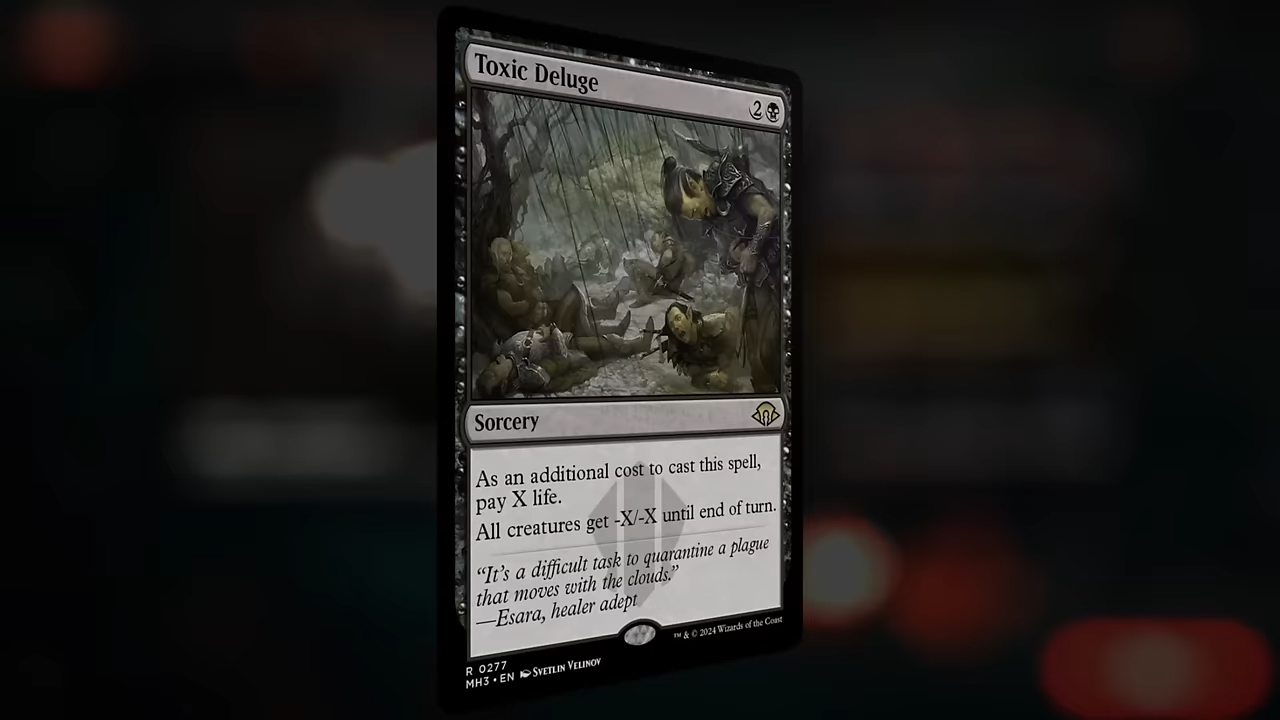 Toxic Deluge
2
Sorcery
As an additional cost to cast this spell,
pay X life.
All creatures get -X/-X until end of turn.
“It's a difficult task to quarantine a plague
that moves with the clouds.”
—Esara, healer adept
R 0277
MH3 • EN Svetlin Velinov
™ & © 2024 Wizards of the Coast